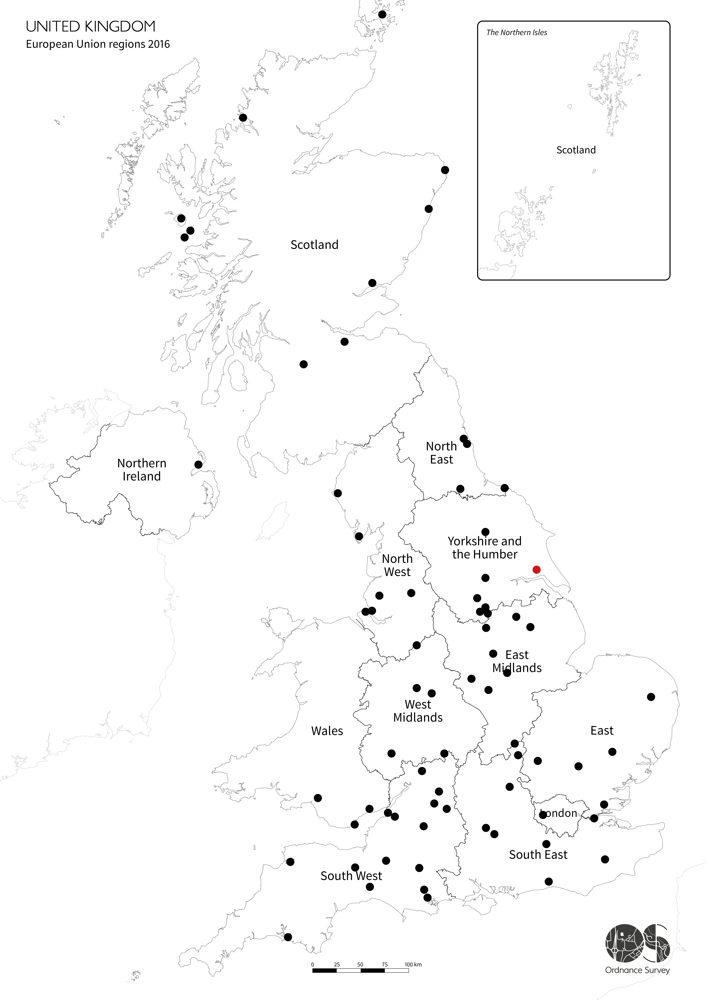 UNITED KINGDOM
European Union regions 2016
The Northern Isles
Scotland
Scotland
North
East
Northern
Ireland
Yorkshire and
the Humber
North
West
East
Midlands
West
Midlands
Wales
East
London
South East
South West
0 25 50 75 100 km
Ordnance Survey